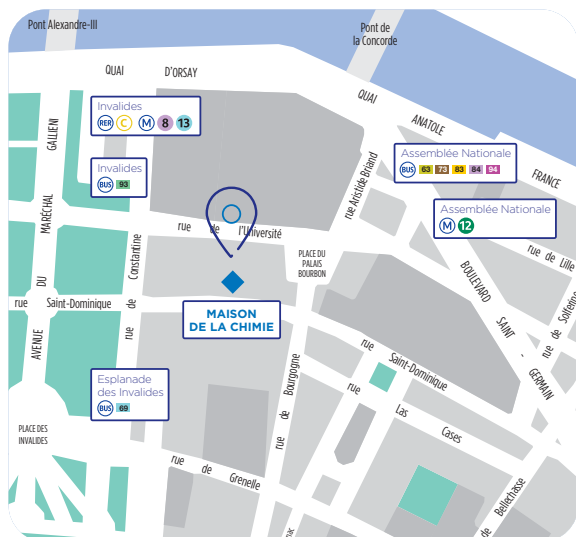 Pont Alexandre-III
Pont de
la Concorde
QUAI D'ORSAY
QUAI ANATOLE FRANCE
Invalides
RER C M 8 13
Invalides
BUS 93
AVENUE DU MARÉCHAL GALLIENI
rue de Constantine
rue de l'Université
rue Aristide Briand
Assemblée Nationale
BUS 63 73 83 84 94
Assemblée Nationale
M 12
rue de Lille
PLACE DU
PALAIS
BOURBON
BOULEVARD SAINT GERMAIN
rue de Solferino
rue Saint-Dominique
MAISON
DE LA CHIMIE
rue Saint-Dominique
rue Las Cases
rue de Bourgogne
Esplanade
des Invalides
BUS 69
PLACE DES
INVALIDES
rue de Grenelle
de Bellechasse